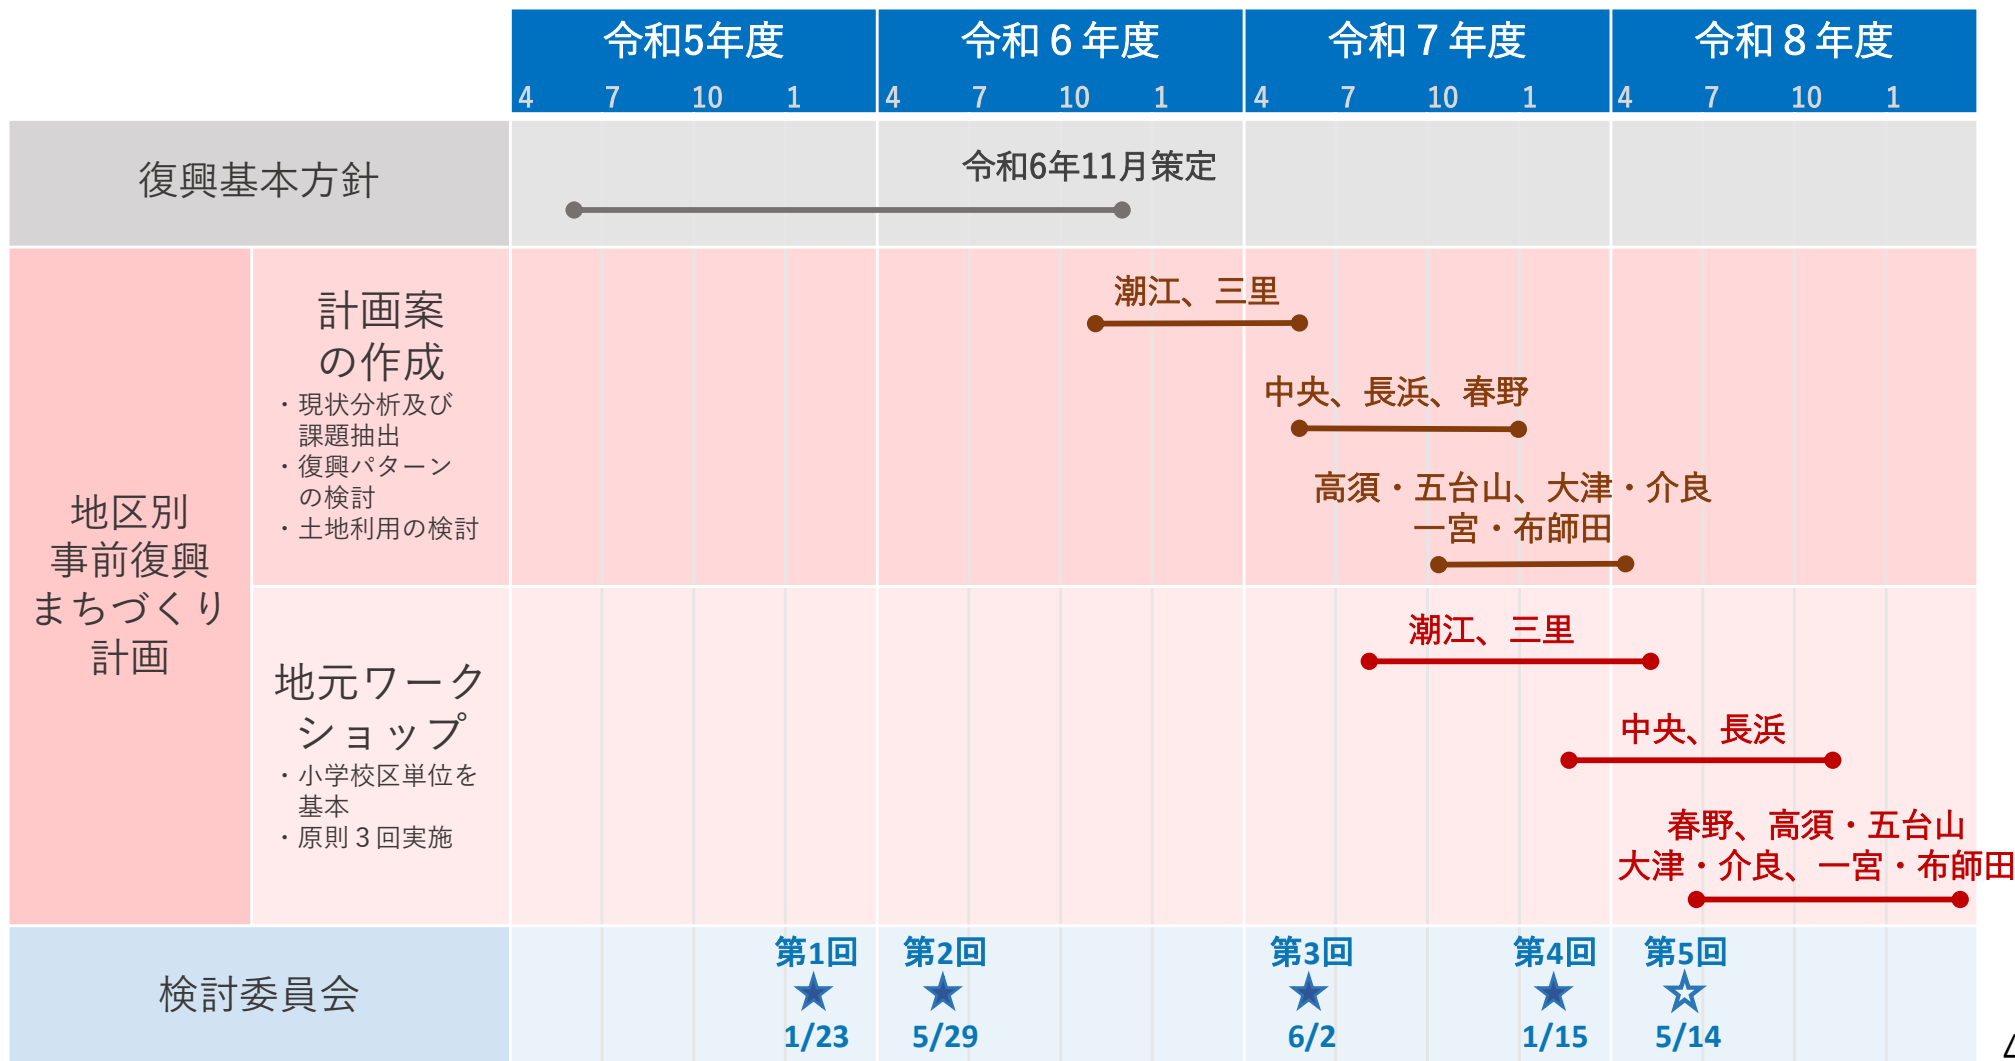 令和5年度 令和６年度 令和７年度 令和８年度
4 7 10 1 4 7 10 1 4 7 10 1 4 7 10 1
復興基本方針
令和6年11月策定
地区別
事前復興
まちづくり
計画
計画案
の作成
・現状分析及び
課題抽出
・復興パターン
の検討
・土地利用の検討
潮江、三里
中央、長浜、春野
高須・五台山、大津・介良
一宮・布師田
地元ワーク
ショップ
・小学校区単位を
基本
・原則３回実施
潮江、三里
中央、長浜
春野、高須・五台山
大津・介良、一宮・布師田
検討委員会
第1回 第2回 第3回 第4回 第5回
1/23 5/29 6/2 1/15 5/14